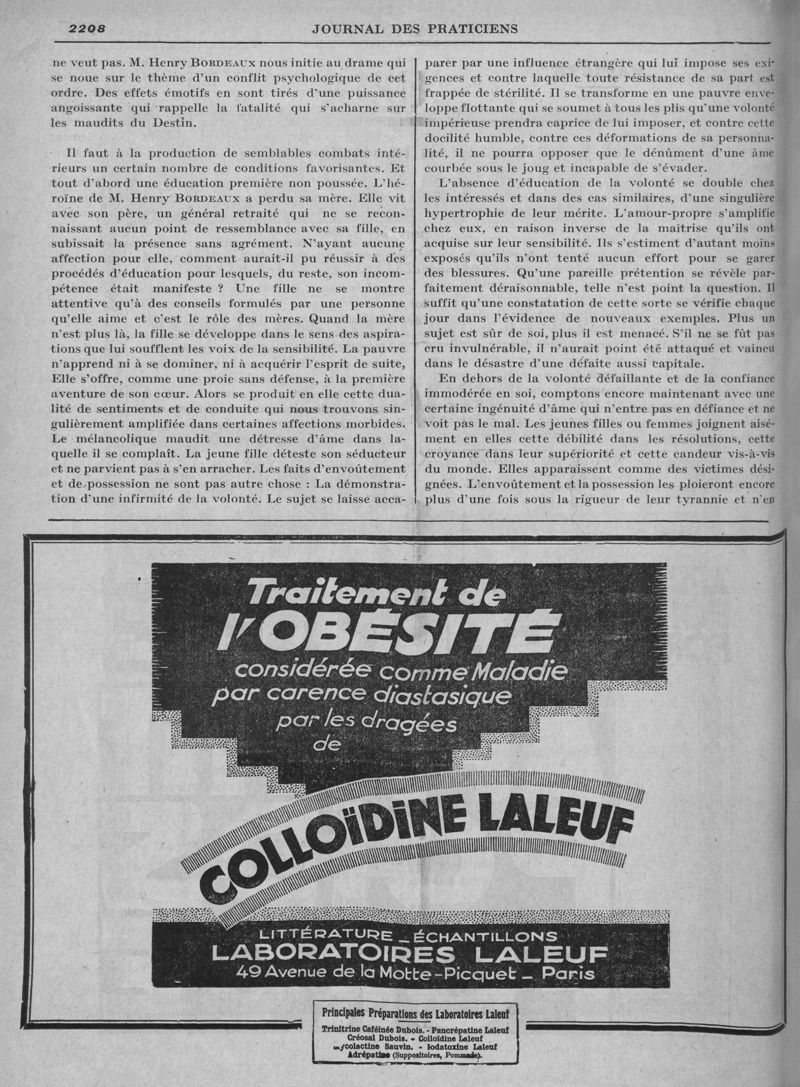 2208
JOURNAL DES PRATICIENS
ne veut pas. M. Henry BORDEAUX nous initie au drame qui
se noue sur le thème d'un conflit psychologique de cet
ordre. Des effets émotifs en sont tirés d'une puissance
angoissante qui rappelle la fatalité qui s'acharne sur
les maudits du Destin.
Il faut à la production de semblables combats inté-
rieurs un certain nombre de conditions favorisantes. Et
tout d'abord une éducation première non poussée. L'hé-
roïne de M. Henry BORDEAUX a perdu sa mère. Elle vit
avec son père, un général retraité qui ne se recon-
naissant aucun point de ressemblance avec sa fille, en
subissait la présence sans agrément. N'ayant aucune
affection pour elle, comment aurait-il pu réussir à des
procédés d'éducation pour lesquels, du reste, son incom-
pétence était manifeste ? Une fille ne se montre
attentive qu'à des conseils formulés par une personne
qu'elle aime et c'est le rôle des mères. Quand la mère
n'est plus là, la fille se développe dans le sens des aspira-
tions que lui soufflent les voix de la sensibilité. La pauvre
n'apprend ni à se dominer, ni à acquérir l'esprit de suite,
Elle s'offre, comme une proie sans défense, à la première
aventure de son cœur. Alors se produit en elle cette dua-
lité de sentiments et de conduite qui nous trouvons sin-
gulièrement amplifiée dans certaines affections morbides.
Le mélancolique maudit une détresse d'âme dans la-
quelle il se complaît. La jeune fille déteste son séducteur
et ne parvient pas à s'en arracher. Les faits d'envoûtement
et de possession ne sont pas autre chose : La démonstra-
tion d'une infirmité de la volonté. Le sujet se laisse acca-
parer par une influence étrangère qui lui impose ses exi-
gences et contre laquelle toute résistance de sa part est
frappée de stérilité. Il se transforme en une pauvre enve-
loppe flottante qui se soumet à tous les plis qu'une volonté
impérieuse prendra caprice de lui imposer, et contre cette
docilité humble, contre ces déformations de sa personna-
lité, il ne pourra opposer que le dénûment d'une âme
courbée sous le joug et incapable de s'évader.
L'absence d'éducation de la volonté se double chez
les intéressés et dans des cas similaires, d'une singulière
hypertrophie de leur mérite. L'amour-propre s'amplifie
chez eux, en raison inverse de la maîtrise qu'ils ont
acquise sur leur sensibilité. Ils s'estiment d'autant moins
exposés qu'ils n'ont tenté aucun effort pour se garer
des blessures. Qu'une pareille prétention se révèle par-
faitement déraisonnable, telle n'est point la question. Il
suffit qu'une constatation de cette sorte se vérifie chaque
jour dans l'évidence de nouveaux exemples. Plus un
sujet est sûr de soi, plus il est menacé. S'il ne se fût pas
cru invulnérable, il n'aurait point été attaqué et vaincu
dans le désastre d'une défaite aussi capitale.
En dehors de la volonté défaillante et de la confiance
immodérée en soi, comptons encore maintenant avec une
certaine ingénuité d'âme qui n'entre pas en défiance et ne
voit pas le mal. Les jeunes filles ou femmes joignent aisé-
ment en elles cette débilité dans les résolutions, cette
croyance dans leur supériorité et cette candeur vis-à-vis
du monde. Elles apparaissent comme des victimes dési-
gnées. L'envoûtement et la possession les ploieront encore
plus d'une fois sous la rigueur de leur tyrannie et n'en
Traitement de
l'OBÉSITÉ
considérée comme Maladie
par carence diastasique
par les dragées
de
COLLOÏDINE LALEUF
LITTÉRATURE _ ÉCHANTILLONS
LABORATOIRES LALEUF
49 Avenue de la Motte-Picquet _ Paris
Principales Préparations des Laboratoires Laleuf
Trinitrine Caféinée Dubois. - Pancrépatine Laleuf
Créosal Dubois. - Colloïdine Laleuf
Mycolactine Sauvin. - Iodatoxine Laleuf
Adrépatine (Suppositoires, Pommade).